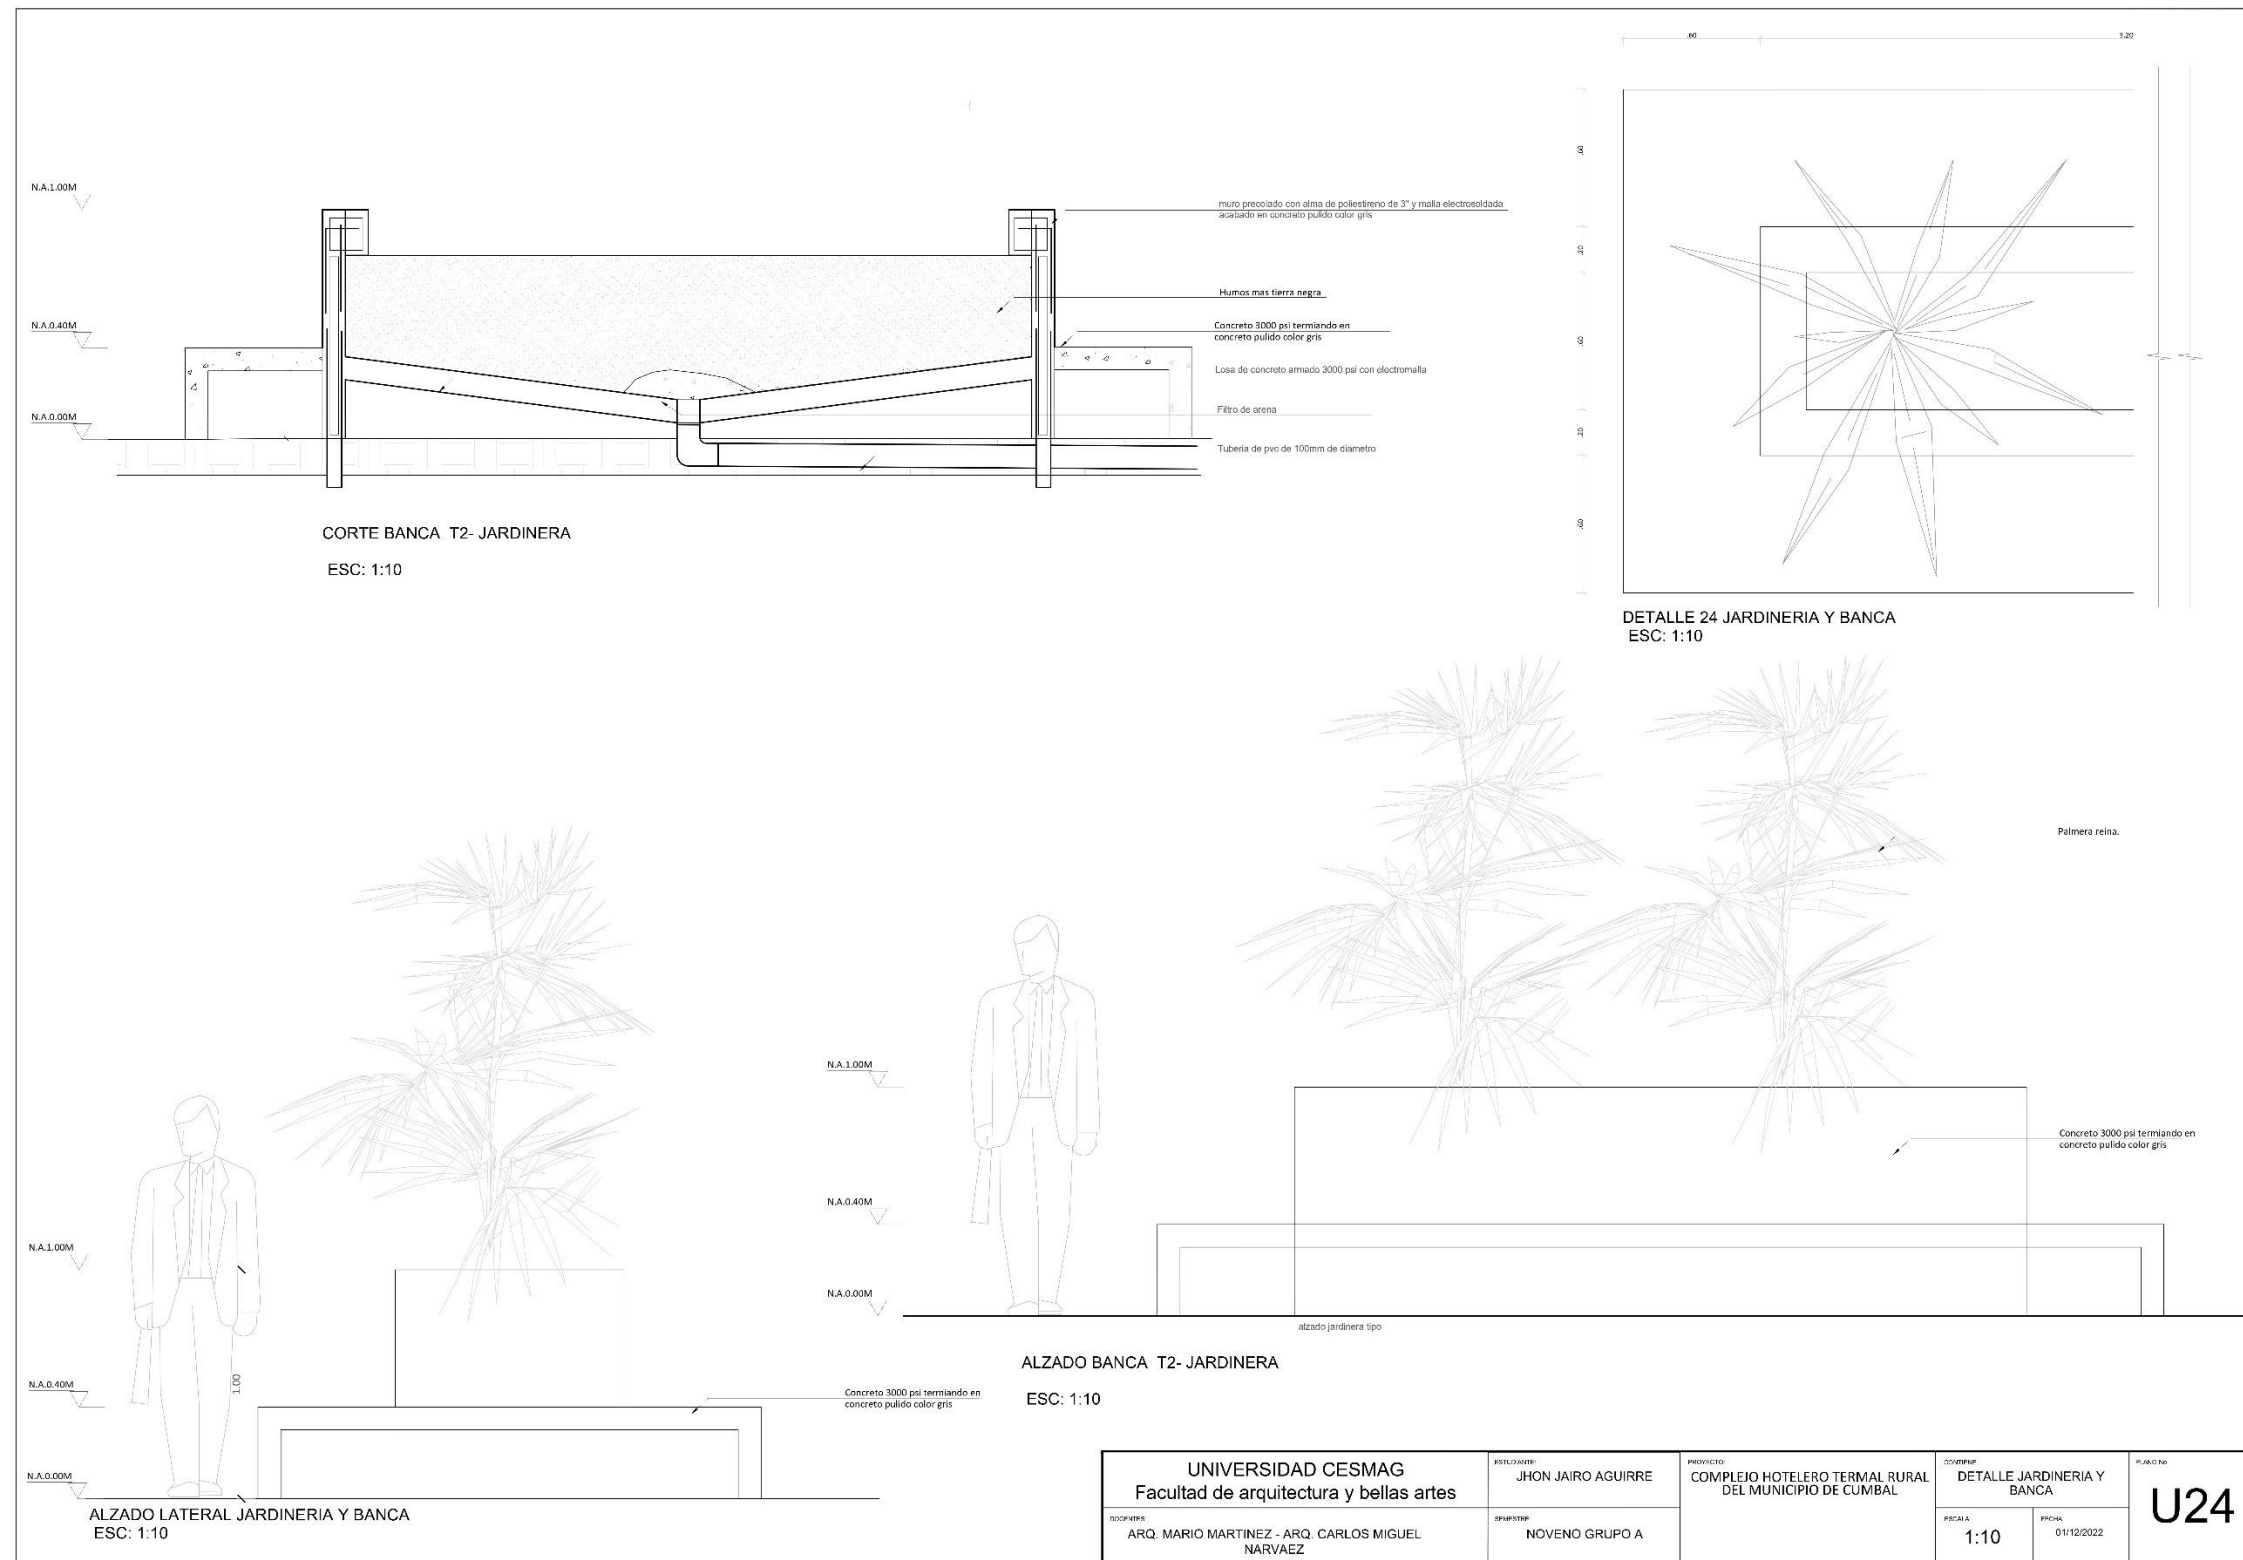 N.A.1.00M
N.A.0.40M
N.A.0.00M
muro precolado con alma de poliestireno de 3" y malla electrosoldada
acabado en concreto pulido color gris
Humos mas tierra negra
Concreto 3000 psi termiando en
concreto pulido color gris
Losa de concreto armado 3000 psi con electromalla
Filtro de arena
Tuberia de pvc de 100mm de diametro
CORTE BANCA T2- JARDINERA
ESC: 1:10
.60
3.20
.60
.20
.60
.20
.60
DETALLE 24 JARDINERIA Y BANCA
ESC: 1:10
Palmera reina.
N.A.1.00M
N.A.0.40M
N.A.0.00M
Concreto 3000 psi termiando en
concreto pulido color gris
alzado jardinera tipo
ALZADO BANCA T2- JARDINERA
ESC: 1:10
N.A.1.00M
N.A.0.40M
N.A.0.00M
1.00
Concreto 3000 psi termiando en
concreto pulido color gris
ALZADO LATERAL JARDINERIA Y BANCA
ESC: 1:10
UNIVERSIDAD CESMAG
Facultad de arquitectura y bellas artes
DOCENTES
ARQ. MARIO MARTINEZ - ARQ. CARLOS MIGUEL
NARVAEZ
ESTUDIANTE:
JHON JAIRO AGUIRRE
SEMESTRE
NOVENO GRUPO A
PROYECTO:
COMPLEJO HOTELERO TERMAL RURAL
DEL MUNICIPIO DE CUMBAL
CONTIENE
DETALLE JARDINERIA Y
BANCA
ESCALA
1:10
FECHA
01/12/2022
PLANO No
U24